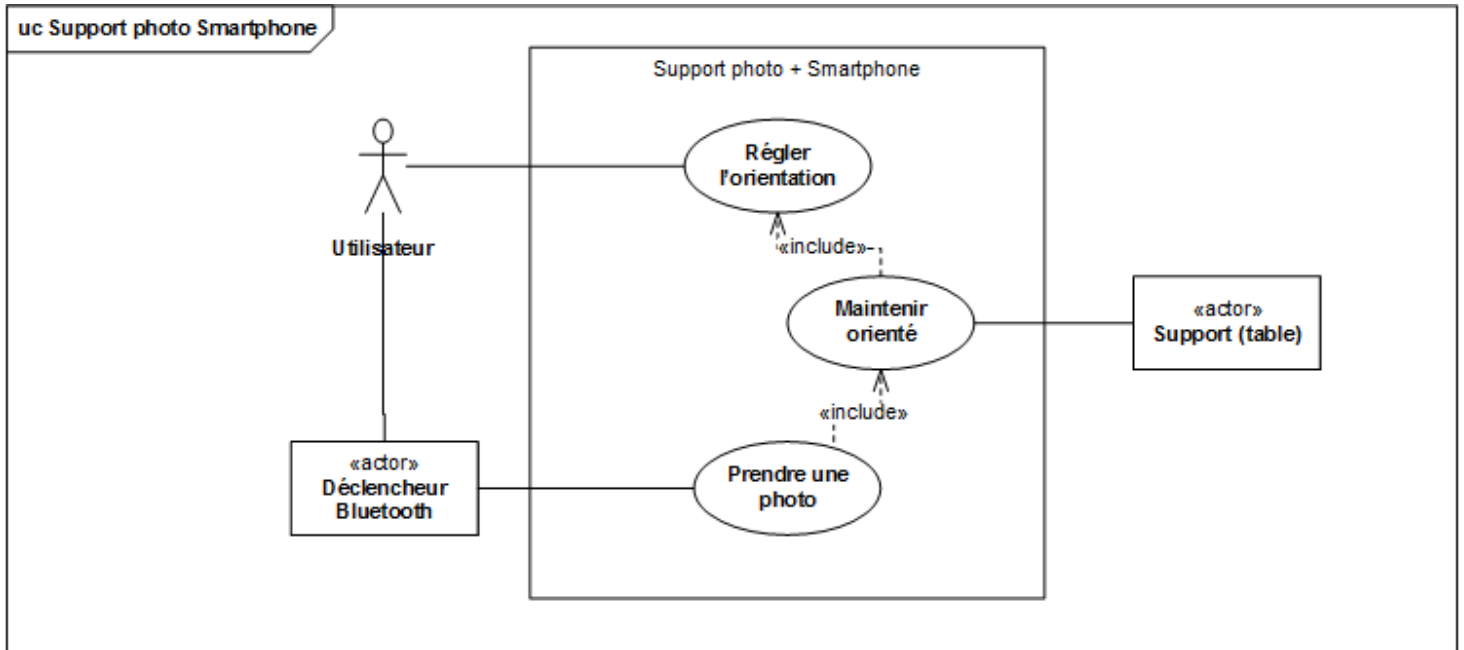 uc Support photo Smartphone
Support photo + Smartphone
Régler
l'orientation
Utilisateur
«include»
Maintenir
orienté
«actor»
Support (table)
«include»
«actor»
Déclencheur
Bluetooth
Prendre une
photo